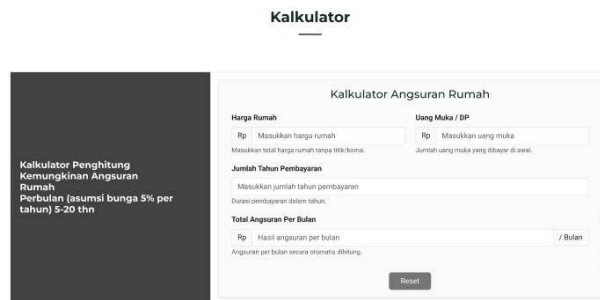 Kalkulator
Kalkulator Penghitung
Kemungkinan Angsuran
Rumah
Perbulan (asumsi bunga 5% per
tahun) 5-20 thn
Kalkulator Angsuran Rumah
Harga Rumah
Rp Masukkan harga rumah
Masukkan total harga rumah tanpa titik/koma.
Uang Muka / DP
Rp Masukkan uang muka
Jumlah uang muka yang dibayar di awal.
Jumlah Tahun Pembayaran
Masukkan jumlah tahun pembayaran
Durasi pembayaran dalam tahun.
Total Angsuran Per Bulan
Rp Hasil angsuran per bulan / Bulan
Angsuran per bulan secara otomatis dihitung.
Reset